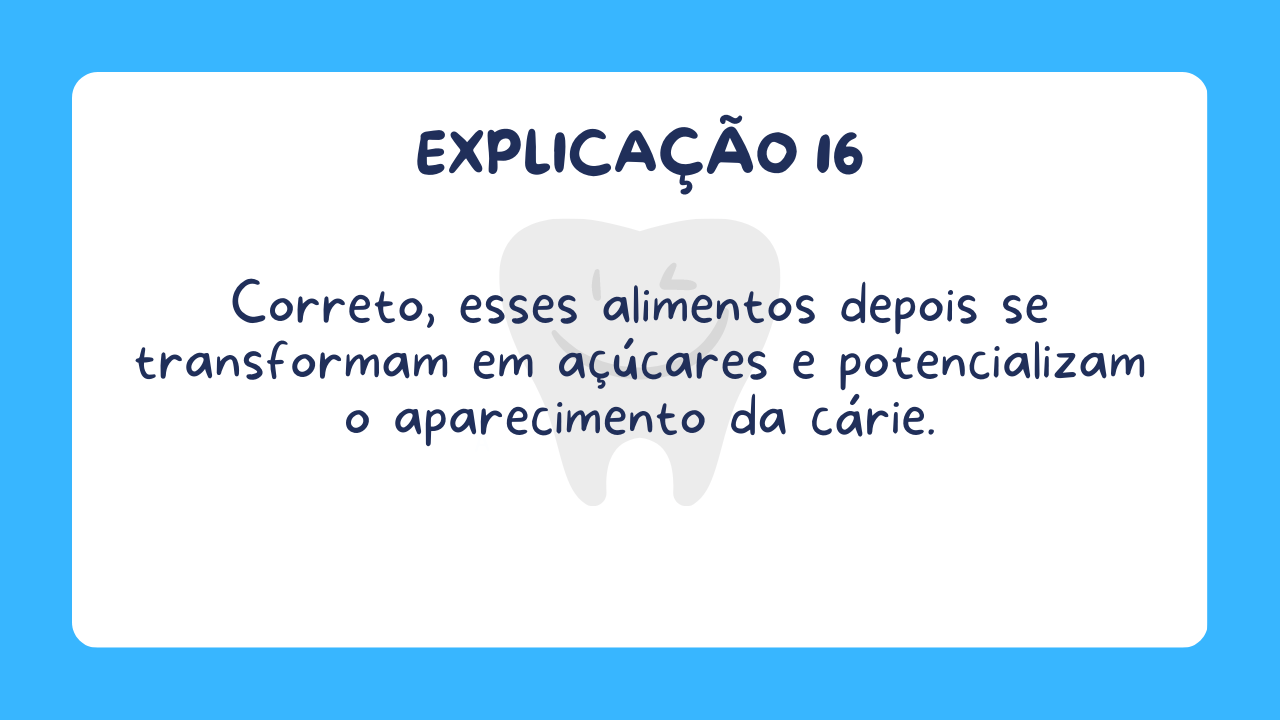 EXPLICAÇÃO 16
Correto, esses alimentos depois se
transformam em açúcares e potencializam
o aparecimento da cárie.